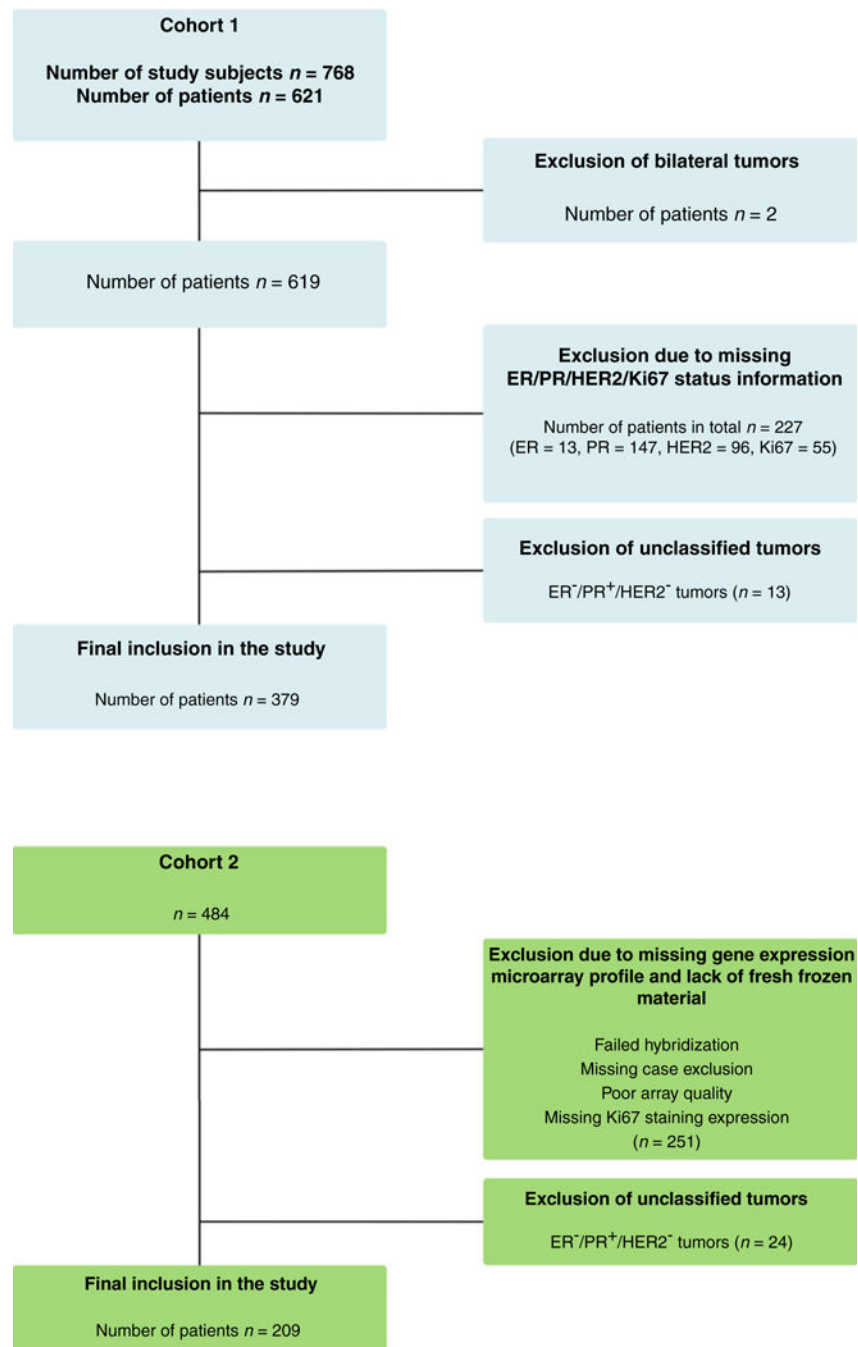 Cohort 1
Number of study subjects n = 768
Number of patients n = 621
Exclusion of bilateral tumors
Number of patients n = 2
Number of patients n = 619
Exclusion due to missing
ER/PR/HER2/Ki67 status information
Number of patients in total n = 227
(ER = 13, PR = 147, HER2 = 96, Ki67 = 55)
Exclusion of unclassified tumors
ER⁻/PR⁺/HER2⁻ tumors (n = 13)
Final inclusion in the study
Number of patients n = 379
Cohort 2
n = 484
Exclusion due to missing gene expression
microarray profile and lack of fresh frozen
material
Failed hybridization
Missing case exclusion
Poor array quality
Missing Ki67 staining expression
(n = 251)
Exclusion of unclassified tumors
ER⁻/PR⁺/HER2⁻ tumors (n = 24)
Final inclusion in the study
Number of patients n = 209